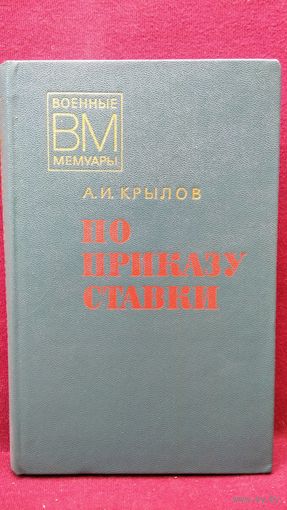 ВОЕННЫЕ
ВМ
МЕМУАРЫ
А.И. КРЫЛОВ
ПО
ПРИКАЗУ
СТАВКИ